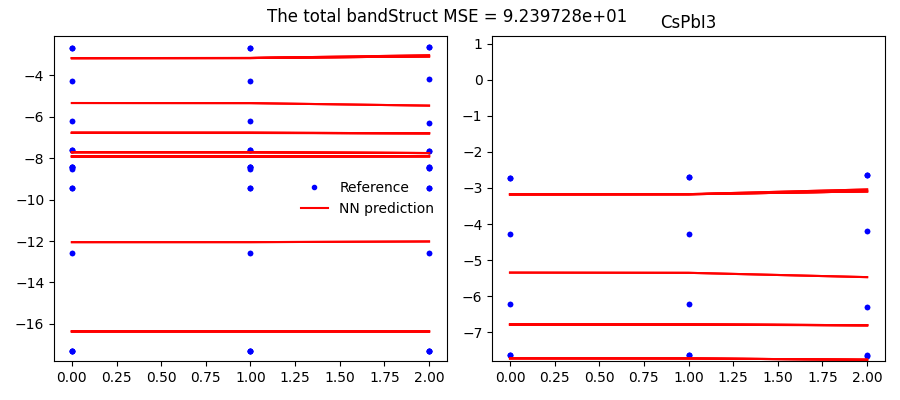 The total bandStruct MSE = 9.239728e+01
CsPbI3
−4
−6
−8
−10
−12
−14
−16
Reference
NN prediction
0.00 0.25 0.50 0.75 1.00 1.25 1.50 1.75 2.00
1
0
−1
−2
−3
−4
−5
−6
−7
0.00 0.25 0.50 0.75 1.00 1.25 1.50 1.75 2.00